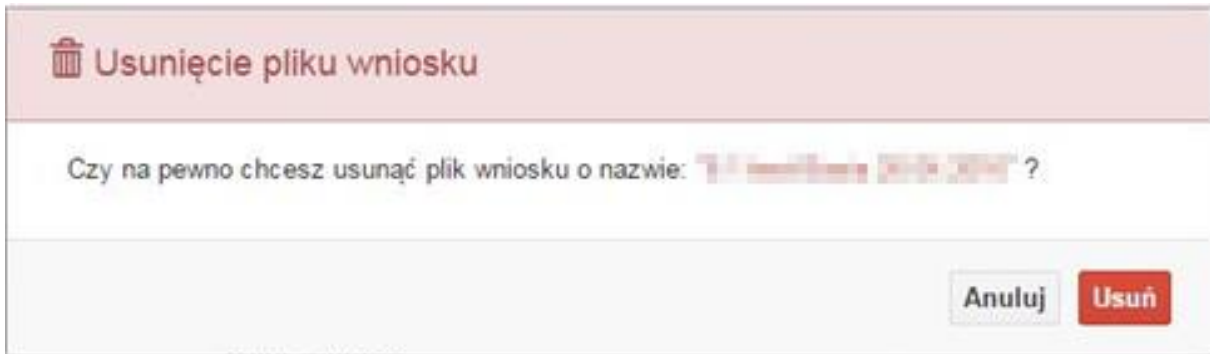 Usunięcie pliku wniosku
Czy na pewno chcesz usunąć plik wniosku o nazwie: ?
Anuluj Usuń